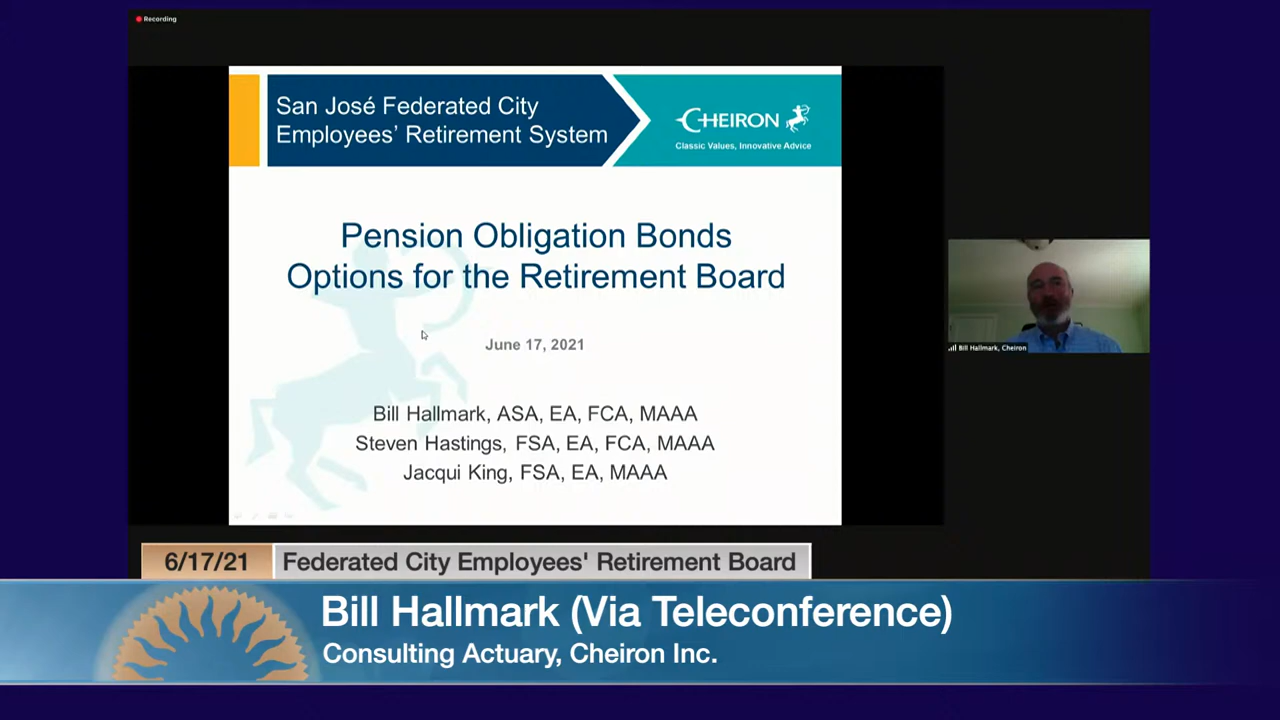 Recording
San José Federated City
Employees' Retirement System
CHEIRON
Classic Values, Innovative Advice
Pension Obligation Bonds
Options for the Retirement Board
June 17, 2021
Bill Hallmark, ASA, EA, FCA, MAAA
Steven Hastings, FSA, EA, FCA, MAAA
Jacqui King, FSA, EA, MAAA
Bill Hallmark, Cheiron
6/17/21
Federated City Employees' Retirement Board
Bill Hallmark (Via Teleconference)
Consulting Actuary, Cheiron Inc.